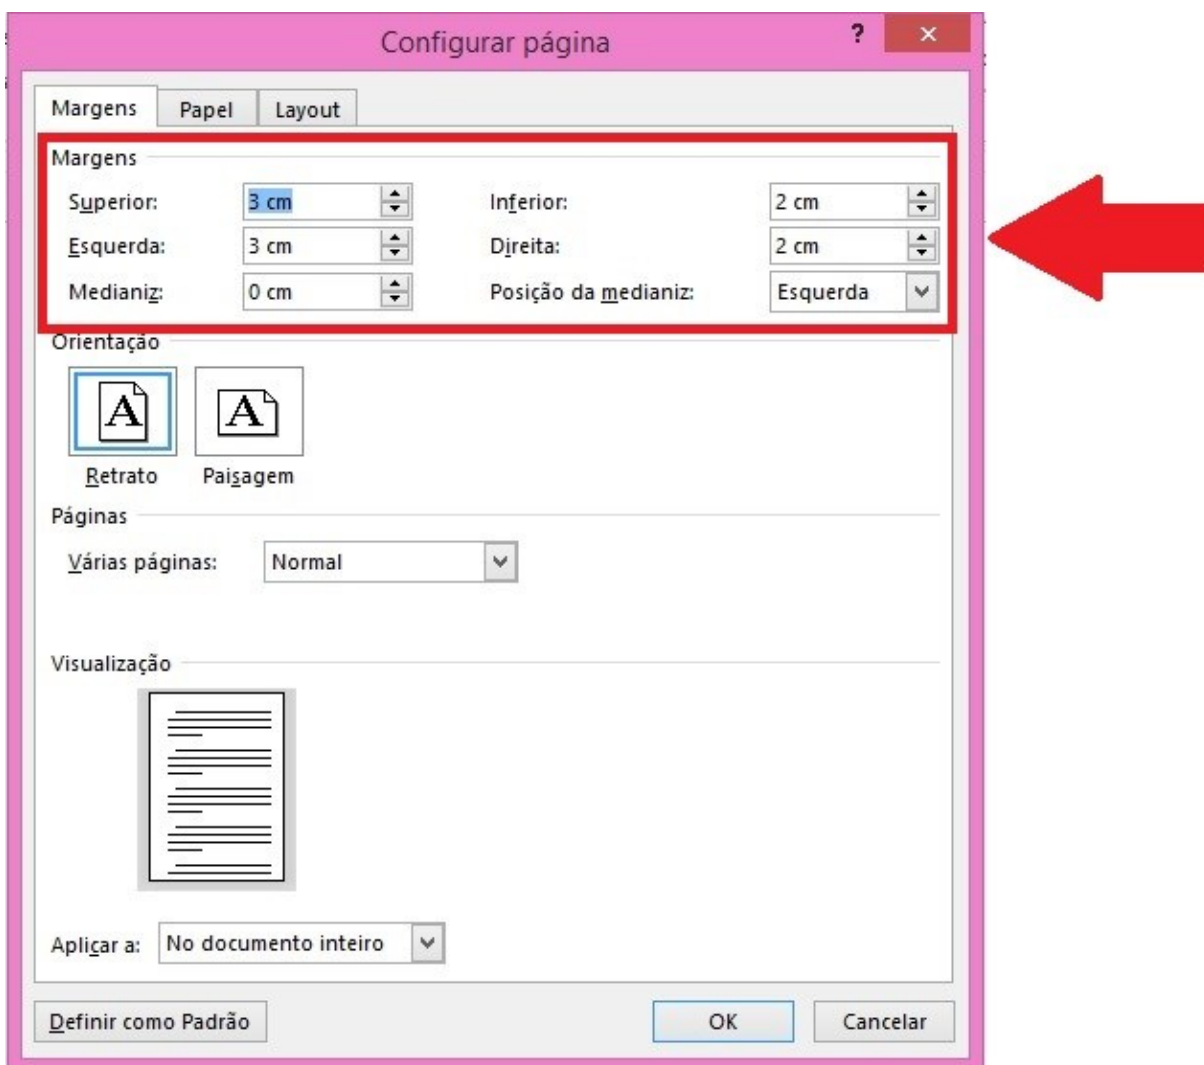 Configurar página ? ×
Margens Papel Layout
Margens
Superior: 3 cm Inferior: 2 cm
Esquerda: 3 cm Direita: 2 cm
Medianiz: 0 cm Posição da medianiz: Esquerda
Orientação
A A
Retrato Paisagem
Páginas
Várias páginas: Normal
Visualização
Aplicar a: No documento inteiro
Definir como Padrão OK Cancelar